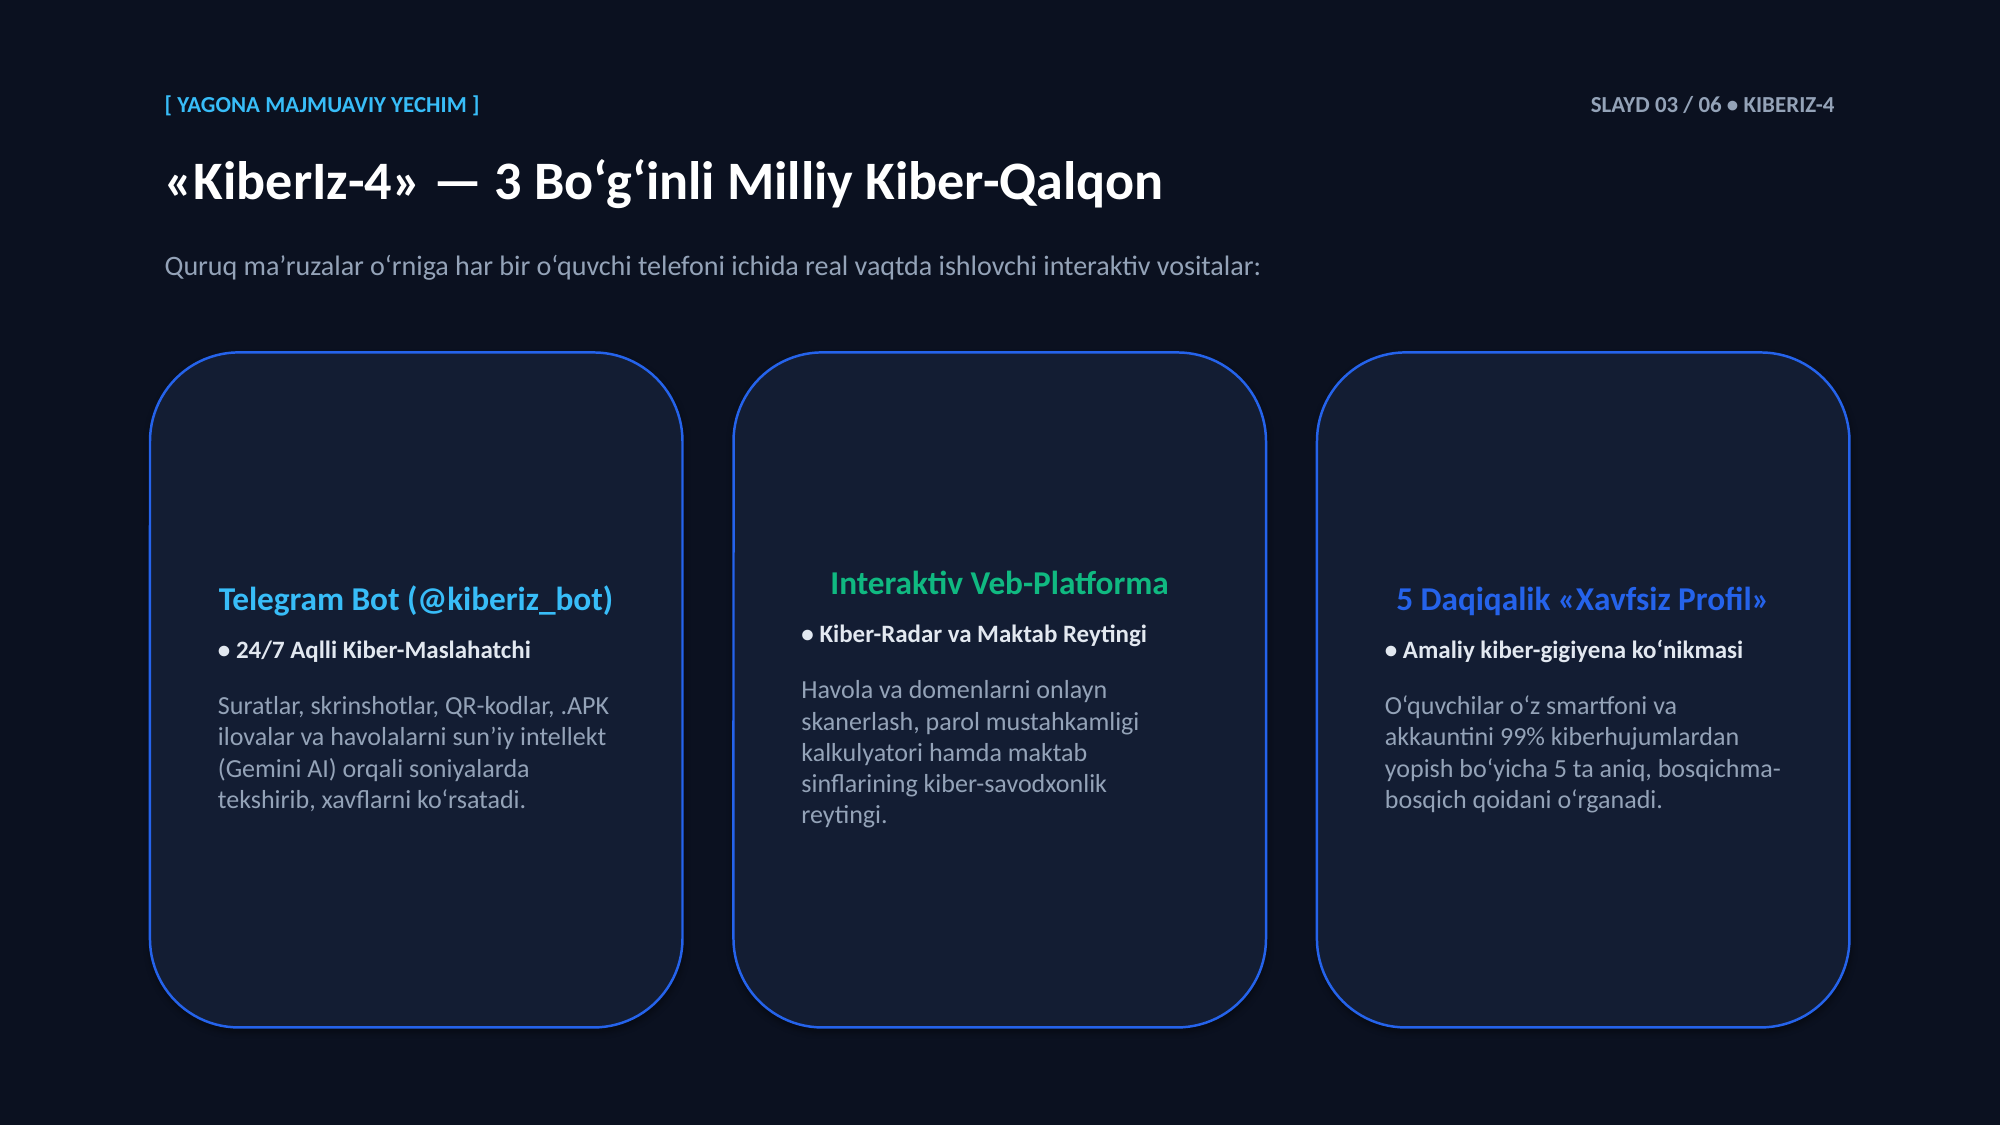 [ YAGONA MAJMUAVIY YECHIM ]
SLAYD 03 / 06 ● KIBERIZ-4
«KiberIz-4» — 3 Bo‘g‘inli Milliy Kiber-Qalqon
Quruq ma’ruzalar o‘rniga har bir o‘quvchi telefoni ichida real vaqtda ishlovchi interaktiv vositalar:
Telegram Bot (@kiberiz_bot)
● 24/7 Aqlli Kiber-Maslahatchi
Suratlar, skrinshotlar, QR-kodlar, .APK
ilovalar va havolalarni sun’iy intellekt
(Gemini AI) orqali soniyalarda
tekshirib, xavflarni ko‘rsatadi.
Interaktiv Veb-Platforma
● Kiber-Radar va Maktab Reytingi
Havola va domenlarni onlayn
skanerlash, parol mustahkamligi
kalkulyatori hamda maktab
sinflarining kiber-savodxonlik
reytingi.
5 Daqiqalik «Xavfsiz Profil»
● Amaliy kiber-gigiyena ko‘nikmasi
O‘quvchilar o‘z smartfoni va
akkauntini 99% kiberhujumlardan
yopish bo‘yicha 5 ta aniq, bosqichma-
bosqich qoidani o‘rganadi.